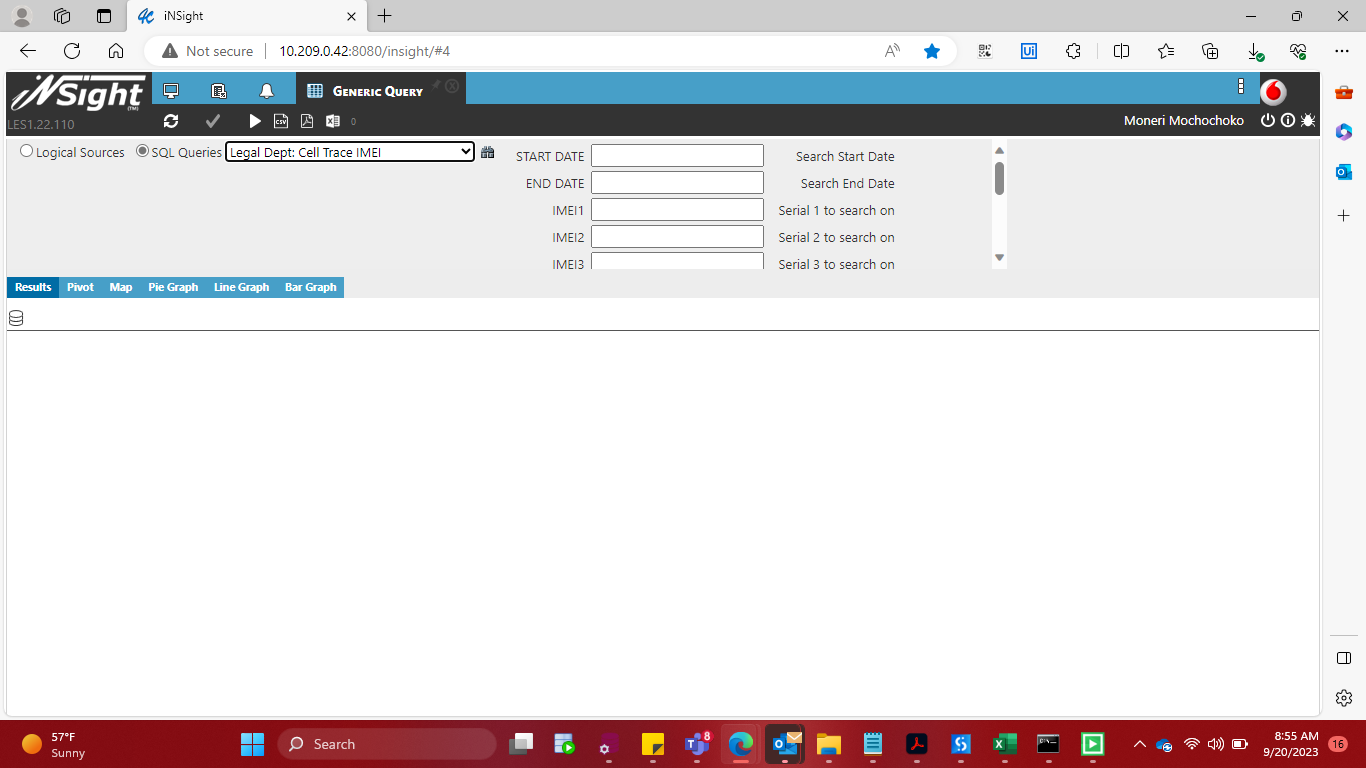 iNSight
Not secure
10.209.0.42:8080/insight/#4
Ui
iNSight
(TM)
LES1.22.110
GENERIC QUERY
CSV
0
Moneri Mochochoko
Logical Sources
SQL Queries
Legal Dept: Cell Trace IMEI
START DATE
Search Start Date
END DATE
Search End Date
IMEI1
Serial 1 to search on
IMEI2
Serial 2 to search on
IMEI3
Serial 3 to search on
Results Pivot Map Pie Graph Line Graph Bar Graph
57°F
Sunny
Search
8
8:55 AM
9/20/2023
16